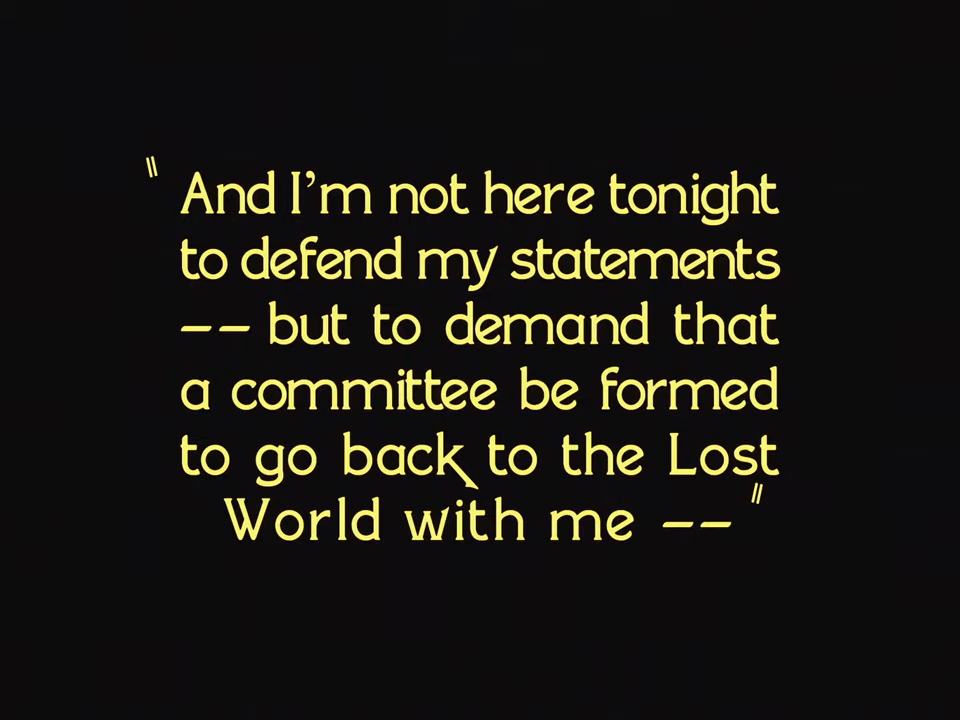 " And I'm not here tonight
to defend my statements
-- but to demand that
a committee be formed
to go back to the Lost
World with me -- "